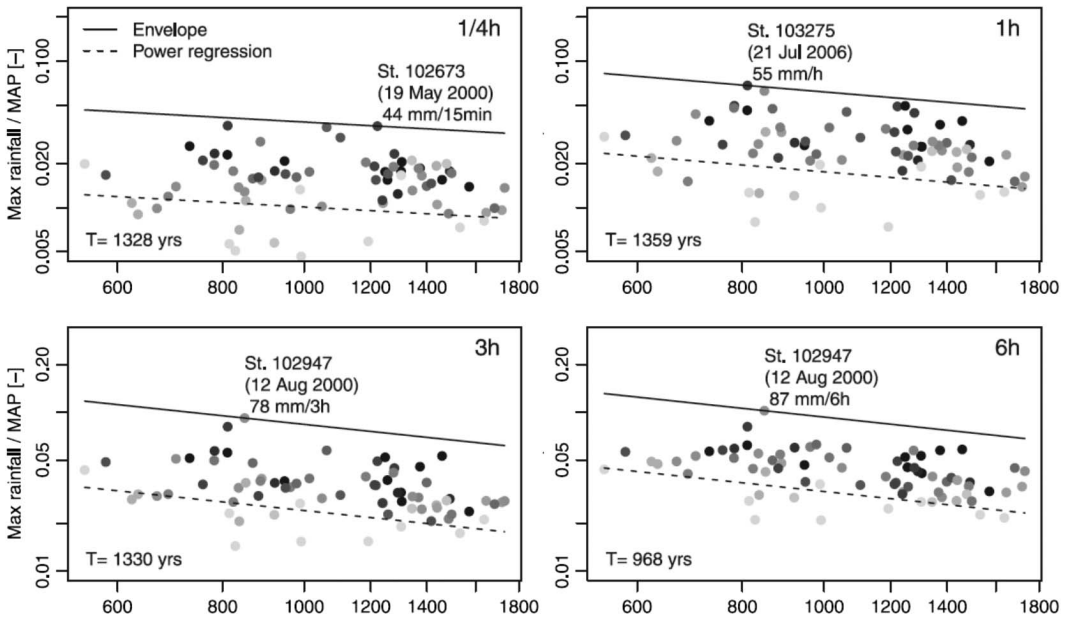 Envelope
Power regression
1/4h
St. 102673
(19 May 2000)
44 mm/15min
T= 1328 yrs
Max rainfall / MAP [–]
0.100
0.020
0.005
600 800 1000 1200 1400 1800
1h
St. 103275
(21 Jul 2006)
55 mm/h
T= 1359 yrs
0.100
0.020
0.005
600 800 1000 1200 1400 1800
3h
St. 102947
(12 Aug 2000)
78 mm/3h
T= 1330 yrs
Max rainfall / MAP [–]
0.20
0.05
0.01
600 800 1000 1200 1400 1800
6h
St. 102947
(12 Aug 2000)
87 mm/6h
T= 968 yrs
0.20
0.05
0.01
600 800 1000 1200 1400 1800